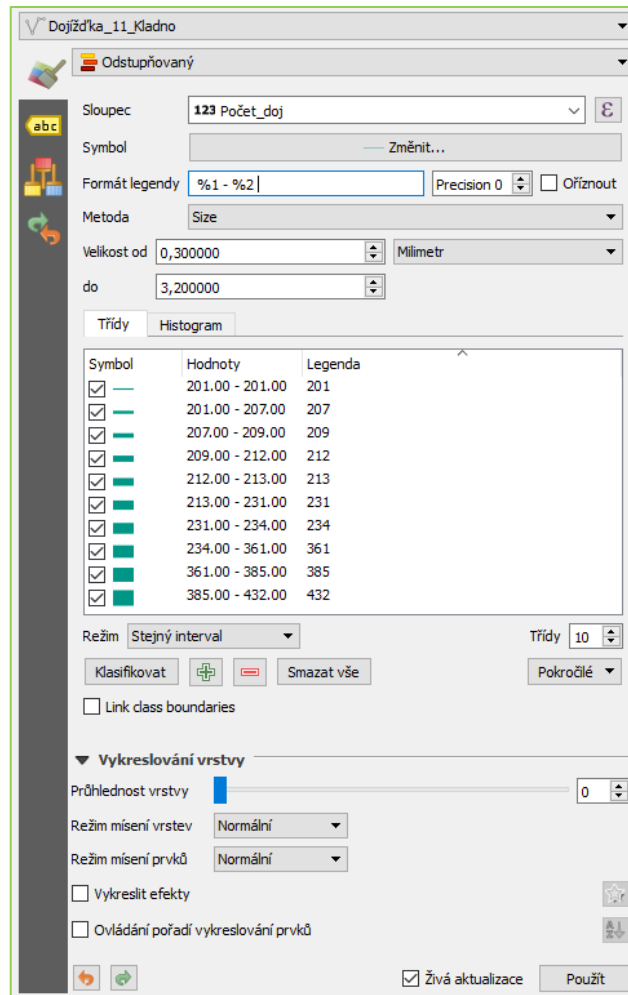 Dojížďka_11_Kladno
Odstupňovaný
Sloupec 123 Počet_doj ε
abc
Symbol Změnit...
Formát legendy %1 - %2 Precision 0 Oříznout
Metoda Size
Velikost od 0,300000 Milimetr
do 3,200000
Třídy Histogram
Symbol Hodnoty Legenda
201.00 - 201.00 201
201.00 - 207.00 207
207.00 - 209.00 209
209.00 - 212.00 212
212.00 - 213.00 213
213.00 - 231.00 231
231.00 - 234.00 234
234.00 - 361.00 361
361.00 - 385.00 385
385.00 - 432.00 432
Režim Stejný interval Třídy 10
Klasifikovat Smazat vše Pokročilé
Link class boundaries
Vykreslování vrstvy
Průhlednost vrstvy 0
Režim mísení vrstev Normální
Režim mísení prvků Normální
Vykreslit efekty
Ovládání pořadí vykreslování prvků
Živá aktualizace Použít